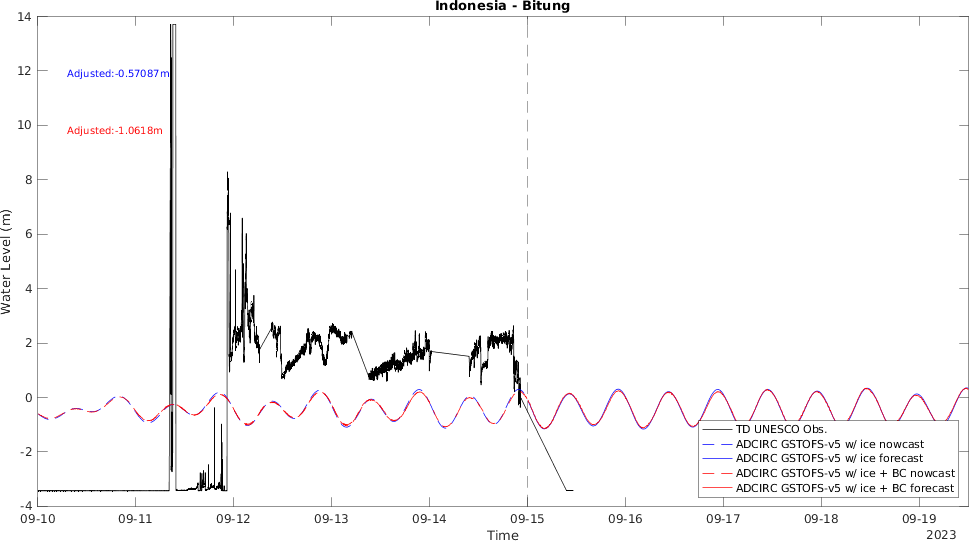 Indonesia - Bitung
14
12
10
8
6
4
2
0
-2
-4
Water Level (m)
Adjusted:-0.57087m
Adjusted:-1.0618m
TD UNESCO Obs.
ADCIRC GSTOFS-v5 w/ ice nowcast
ADCIRC GSTOFS-v5 w/ ice forecast
ADCIRC GSTOFS-v5 w/ ice + BC nowcast
ADCIRC GSTOFS-v5 w/ ice + BC forecast
09-10 09-11 09-12 09-13 09-14 09-15 09-16 09-17 09-18 09-19
Time
2023